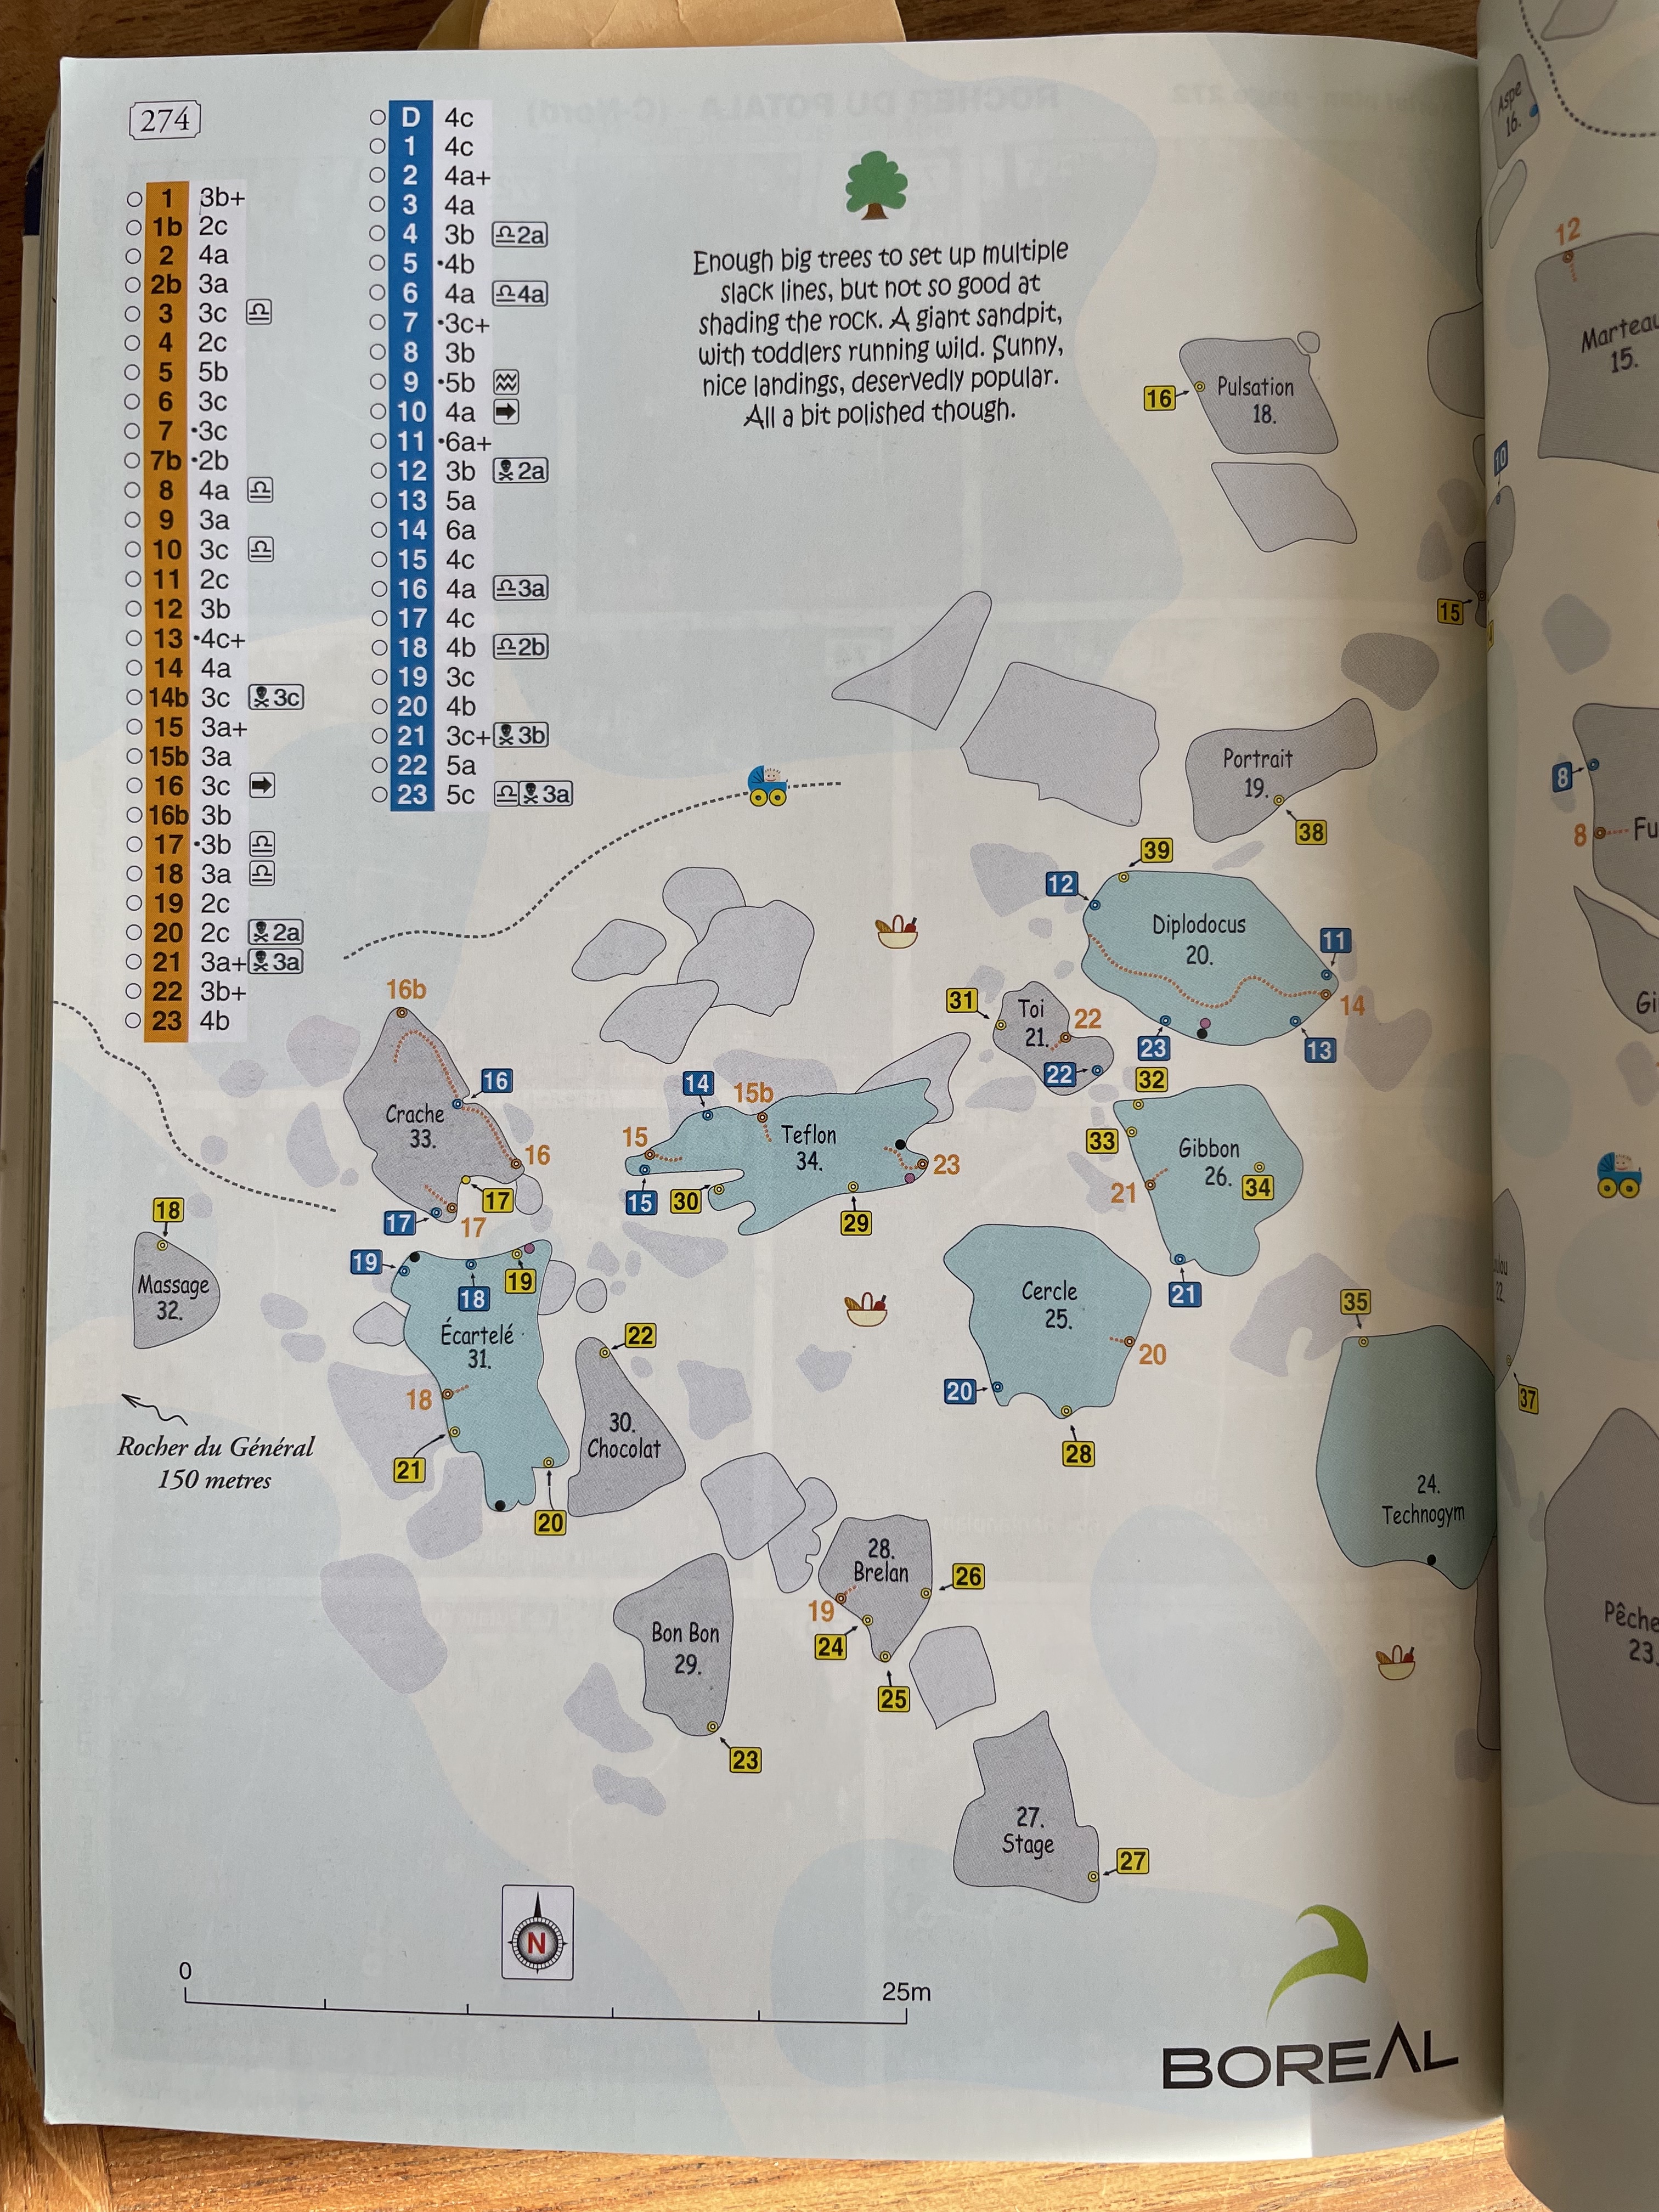 274
1 3b+
1b 2c
2 4a
2b 3a
3 3c
4 2c
5 5b
6 3c
7 •3c
7b •2b
8 4a
9 3a
10 3c
11 2c
12 3b
13 •4c+
14 4a
14b 3c 3c
15 3a+
15b 3a
16 3c
16b 3b
17 •3b
18 3a
19 2c
20 2c 2a
21 3a+ 3a
22 3b+
23 4b
D 4c
1 4c
2 4a+
3 4a
4 3b 2a
5 •4b
6 4a 4a
7 •3c+
8 3b
9 •5b
10 4a
11 •6a+
12 3b 2a
13 5a
14 6a
15 4c
16 4a 3a
17 4c
18 4b 2b
19 3c
20 4b
21 3c+ 3b
22 5a
23 5c 3a
Enough big trees to set up multiple
slack lines, but not so good at
shading the rock. A giant sandpit,
with toddlers running wild. Sunny,
nice landings, deservedly popular.
All a bit polished though.
16
Pulsation
18.
15
Portrait
19.
38
39
12
Diplodocus
20.
11
14
13
23
31
Toi
21.
22
22
32
33
Gibbon
26.
34
21
21
16b
16
Crache
33.
16
17
17
17
14
15b
15
Teflon
34.
23
15
30
29
18
Massage
32.
19
18
19
Écartelé
31.
18
21
20
22
30.
Chocolat
Cercle
25.
20
20
28
35
24.
Technogym
Rocher du Général
150 metres
28.
Brelan
26
19
24
25
Bon Bon
29.
23
27.
Stage
27
N
0
25m
BOREAL
Aspe
16.
12
Marteau
15.
10
8
8
Fu
Gi
22.
37
Pêche
23.